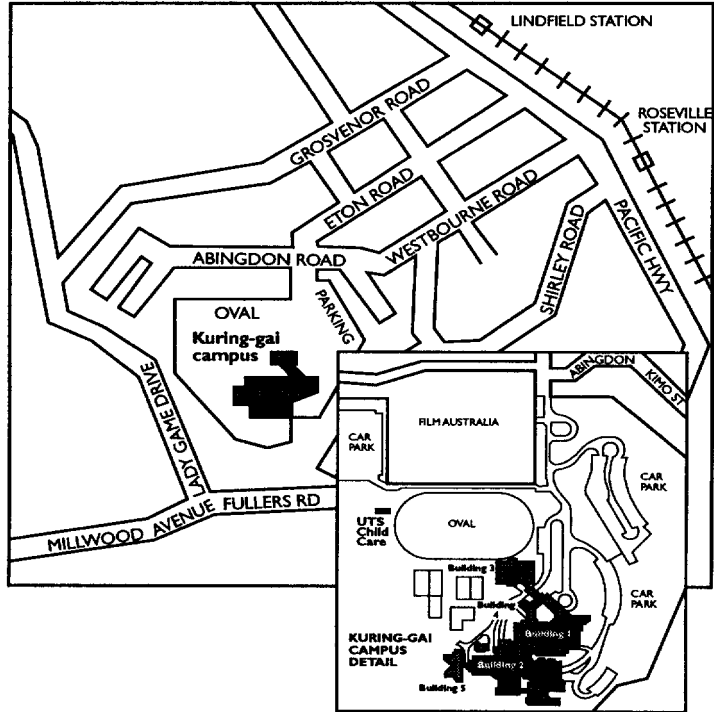 LINDFIELD STATION
ROSEVILLE
STATION
GROSVENOR ROAD
ETON ROAD
WESTBOURNE ROAD
ABINGDON ROAD
SHIRLEY ROAD
PACIFIC HWY
OVAL
PARKING
Kuring-gai
campus
LADY GAME DRIVE
MILLWOOD AVENUE FULLERS RD
ABINGDON
KIMO ST
FILM AUSTRALIA
CAR
PARK
CAR
PARK
UTS
Child
Care
OVAL
Building 3
Building
4
CAR
PARK
Building 1
KURING-GAI
CAMPUS
DETAIL
Building 2
Building 5